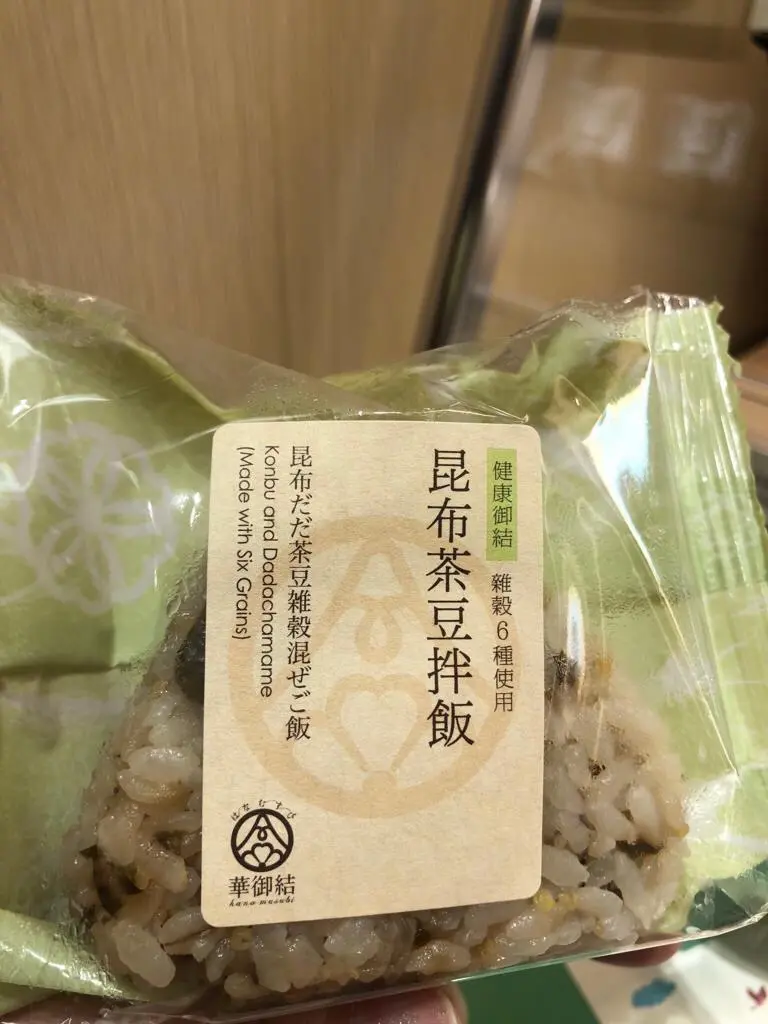 健康御結 雜穀6種使用
昆布茶豆拌飯
昆布だだ茶豆雑穀混ぜご飯
Konbu and Dadachamame
(Made with Six Grains)
はなむすび
華御結
hana musubi